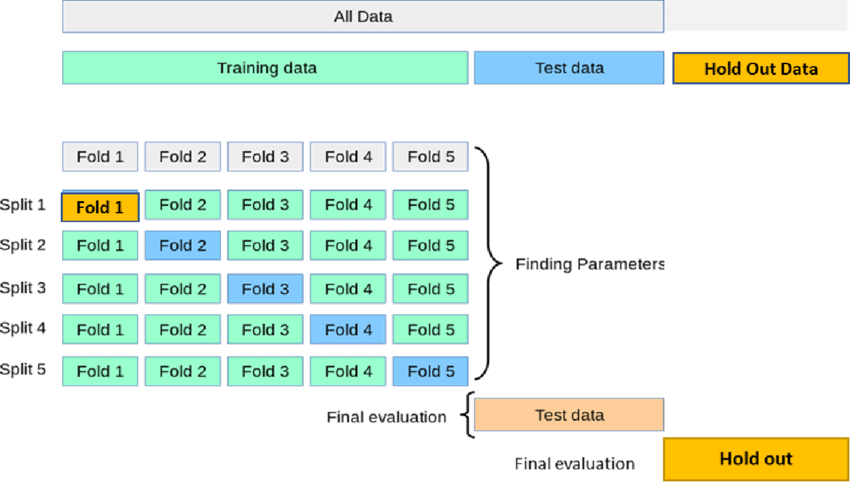 All Data
Training data Test data Hold Out Data
Fold 1 Fold 2 Fold 3 Fold 4 Fold 5
Split 1 Fold 1 Fold 2 Fold 3 Fold 4 Fold 5
Split 2 Fold 1 Fold 2 Fold 3 Fold 4 Fold 5
Finding Parameters
Split 3 Fold 1 Fold 2 Fold 3 Fold 4 Fold 5
Split 4 Fold 1 Fold 2 Fold 3 Fold 4 Fold 5
Split 5 Fold 1 Fold 2 Fold 3 Fold 4 Fold 5
Final evaluation Test data
Final evaluation Hold out